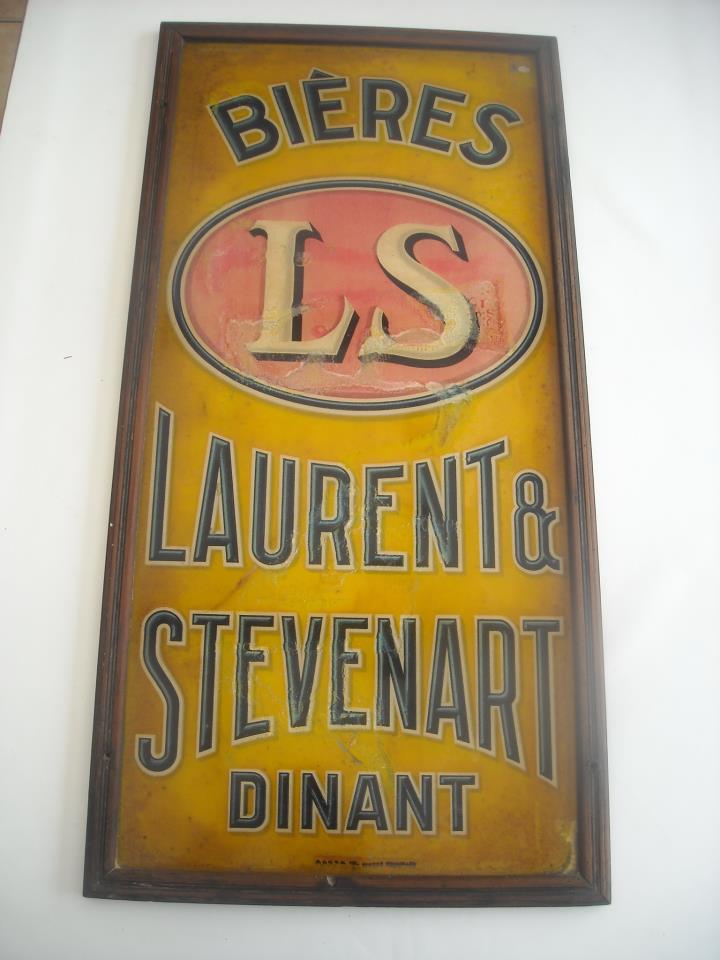 BIÈRES
LS
LAURENT &
STEVENART
DINANT